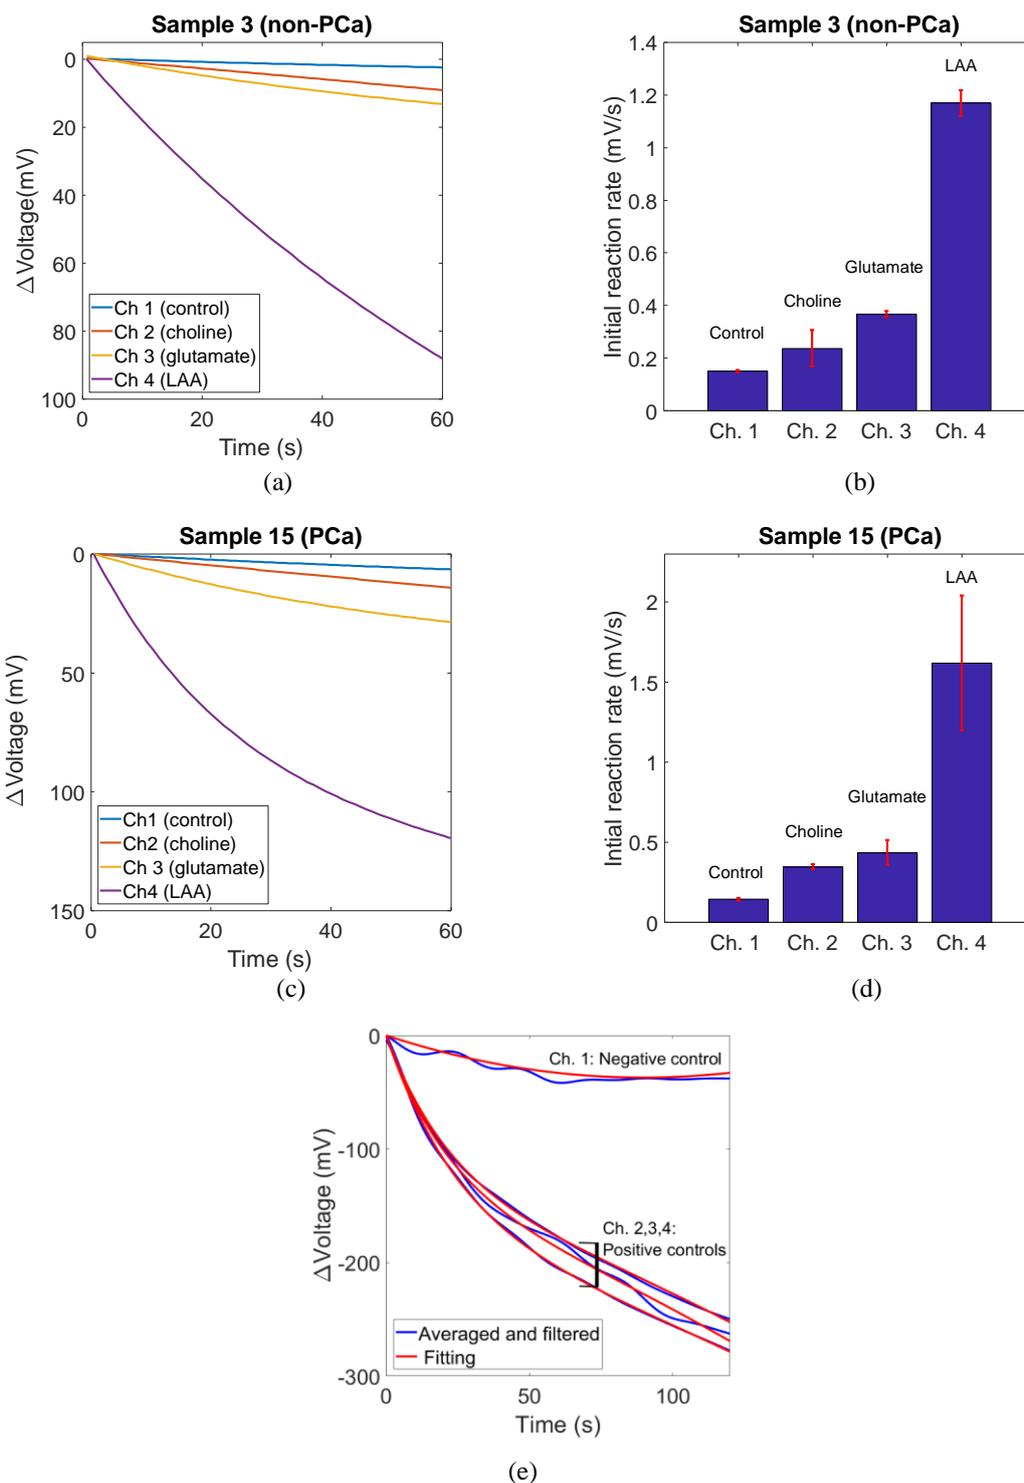 Sample 3 (non-PCa)
ΔVoltage(mV)
0
20
40
60
80
100
Ch 1 (control)
Ch 2 (choline)
Ch 3 (glutamate)
Ch 4 (LAA)
0 20 40 60
Time (s)
(a)
Sample 3 (non-PCa)
Initial reaction rate (mV/s)
1.4
1.2
1
0.8
0.6
0.4
0.2
0
Control
Choline
Glutamate
LAA
Ch. 1 Ch. 2 Ch. 3 Ch. 4
(b)
Sample 15 (PCa)
ΔVoltage (mV)
0
50
100
150
Ch1 (control)
Ch2 (choline)
Ch 3 (glutamate)
Ch4 (LAA)
0 20 40 60
Time (s)
(c)
Sample 15 (PCa)
Intial reaction rate (mV/s)
2
1.5
1
0.5
0
Control
Choline
Glutamate
LAA
Ch. 1 Ch. 2 Ch. 3 Ch. 4
(d)
ΔVoltage (mV)
0
-100
-200
-300
Ch. 1: Negative control
Ch. 2,3,4:
Positive controls
Averaged and filtered
Fitting
0 50 100
Time (s)
(e)